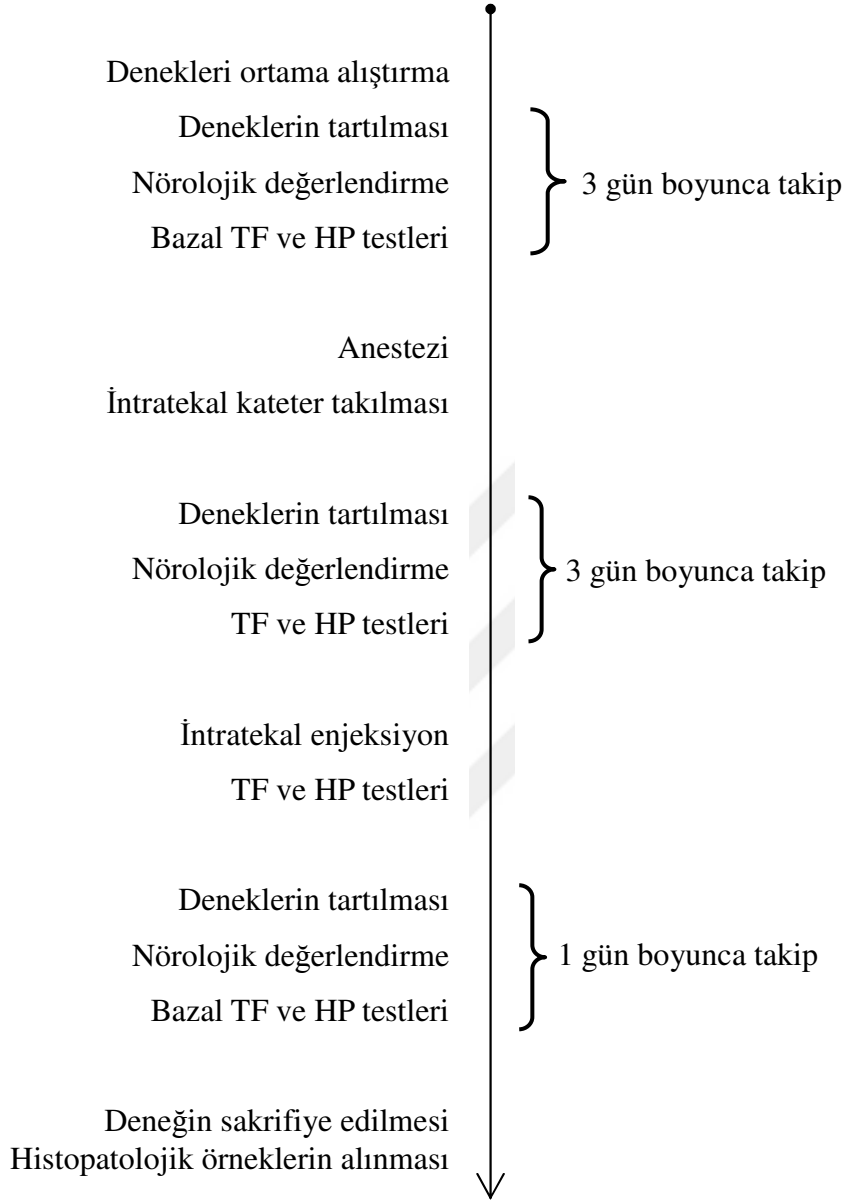 Denekleri ortama alıştırma
Deneklerin tartılması
Nörolojik değerlendirme
3 gün boyunca takip
Bazal TF ve HP testleri
Anestezi
İntratekal kateter takılması
Deneklerin tartılması
Nörolojik değerlendirme
3 gün boyunca takip
TF ve HP testleri
İntratekal enjeksiyon
TF ve HP testleri
Deneklerin tartılması
Nörolojik değerlendirme
1 gün boyunca takip
Bazal TF ve HP testleri
Deneğin sakrifiye edilmesi
Histopatolojik örneklerin alınması